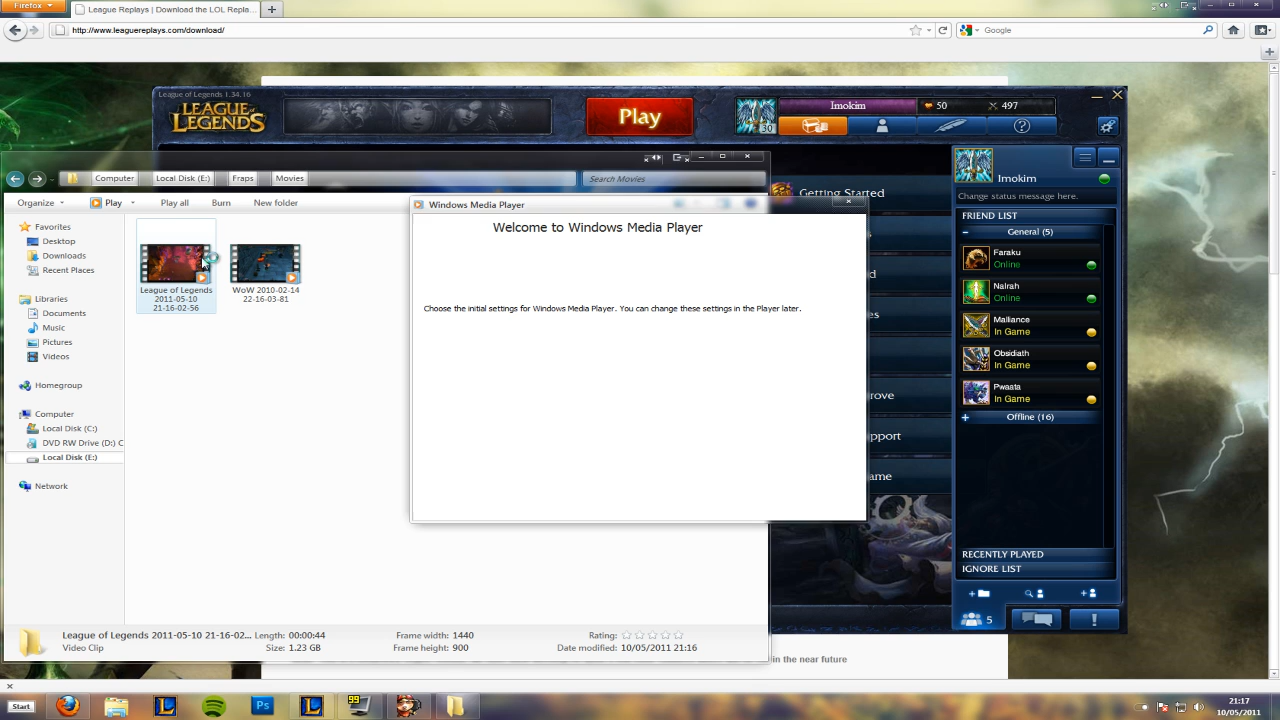 Firefox
League Replays | Download the LOL Repla...
http://www.leaguereplays.com/download/
Google
League of Legends 1.34.16
LEAGUE of LEGENDS
Play
30
Imokim
50
497
Computer
Local Disk (E:)
Fraps
Movies
Search Movies
Organize
Play
Play all
Burn
New folder
Favorites
Desktop
Downloads
Recent Places
Libraries
Documents
Music
Pictures
Videos
Homegroup
Computer
Local Disk (C:)
DVD RW Drive (D:) C
Local Disk (E:)
Network
League of Legends
2011-05-10
21-16-02-56
WoW 2010-02-14
22-16-03-81
Windows Media Player
Welcome to Windows Media Player
Choose the initial settings for Windows Media Player. You can change these settings in the Player later.
Getting Started
s
d
es
rove
pport
ame
Imokim
Change status message here.
FRIEND LIST
General (5)
Faraku
Online
Nalrah
Online
Malliance
In Game
Obsidiath
In Game
Pwaata
In Game
Offline (16)
RECENTLY PLAYED
IGNORE LIST
5
League of Legends 2011-05-10 21-16-02... Length: 00:00:44
Frame width: 1440
Rating:
Video Clip
Size: 1.23 GB
Frame height: 900
Date modified: 10/05/2011 21:16
in the near future
Start
Ps
99
21:17
10/05/2011